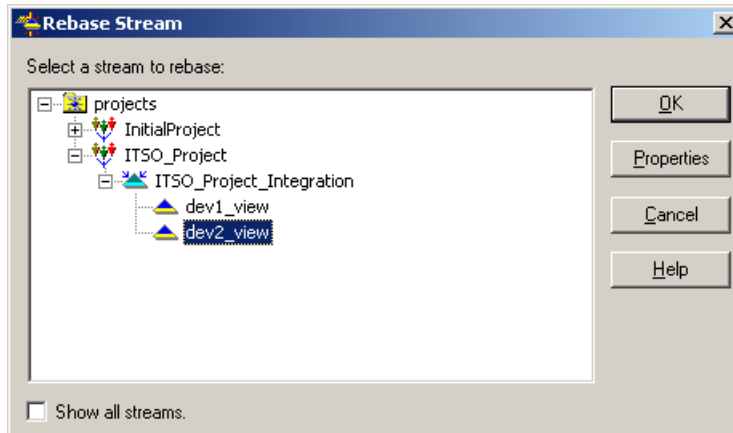 Rebase Stream
Select a stream to rebase:
projects
InitialProject
ITSO_Project
ITSO_Project_Integration
dev1_view
dev2_view
OK
Properties
Cancel
Help
Show all streams.